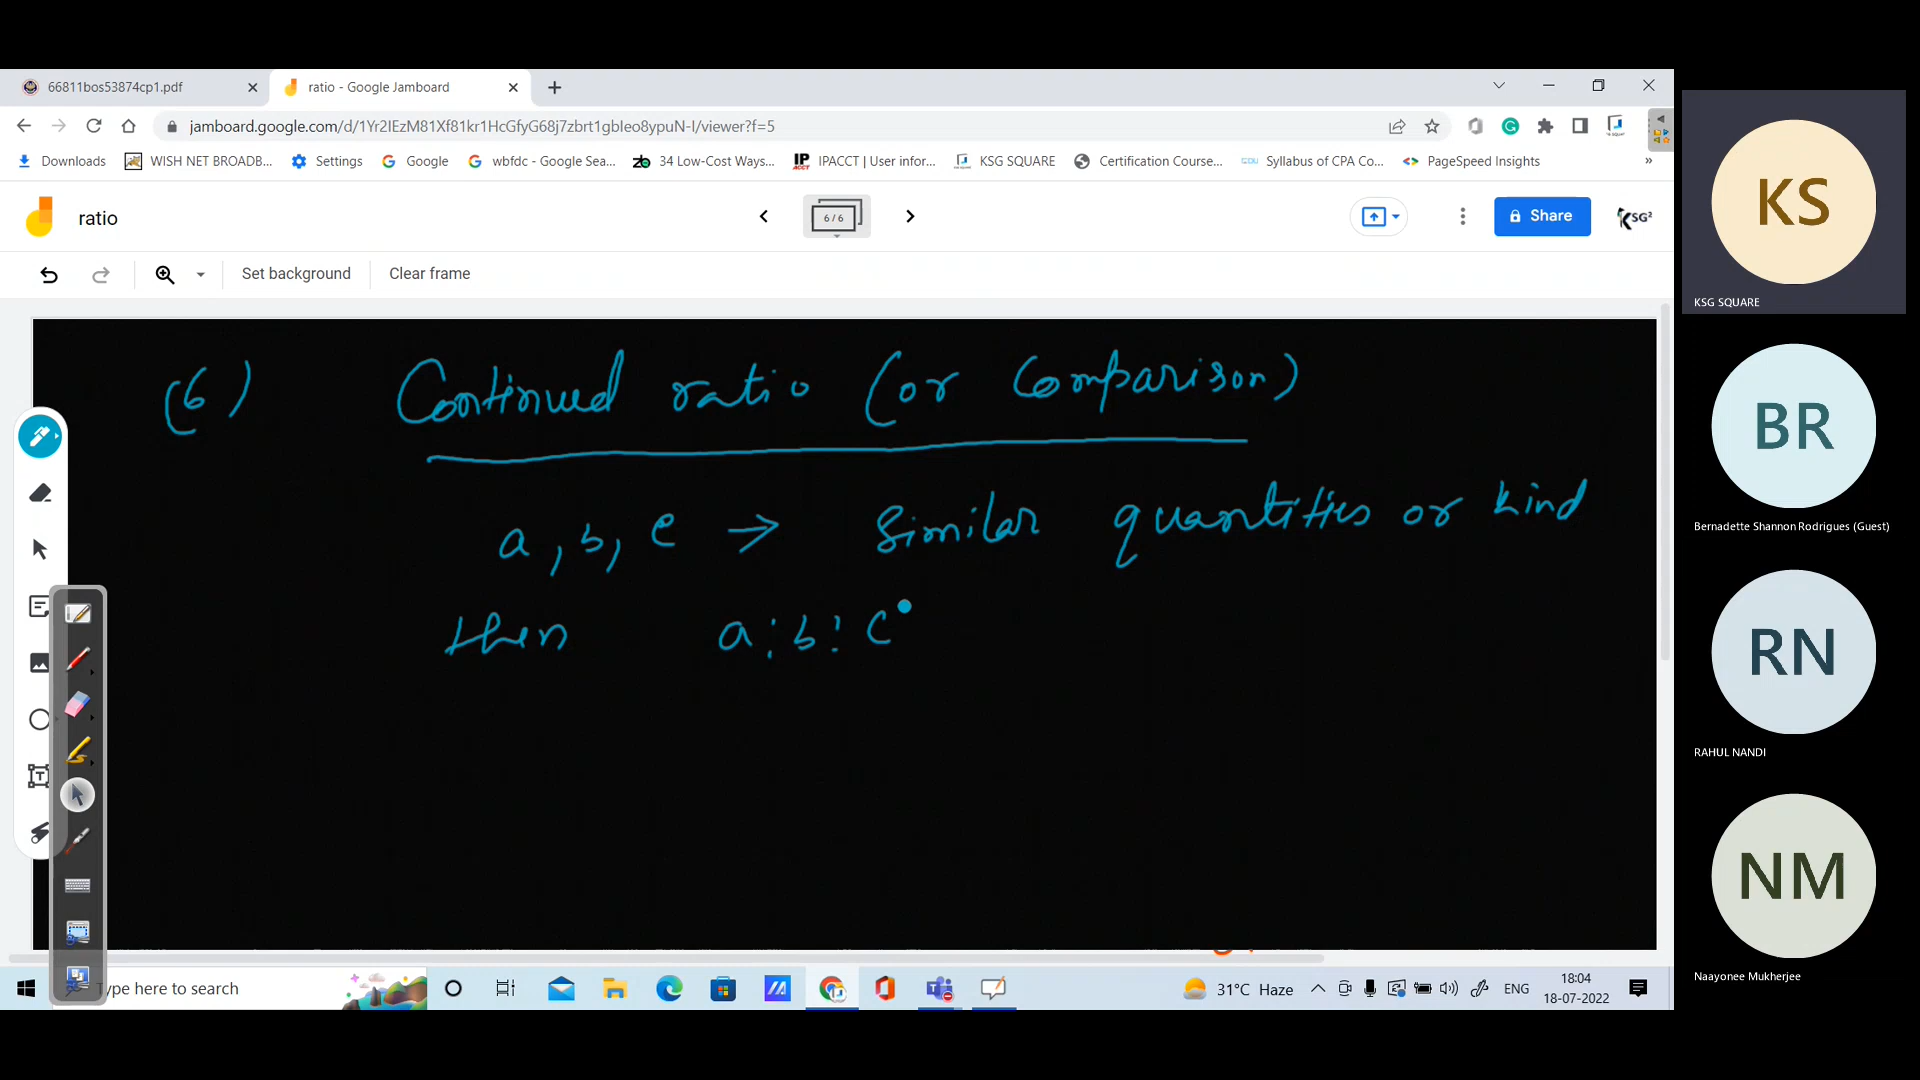 66811bos53874cp1.pdf
ratio - Google Jamboard
jamboard.google.com/d/1Yr2IEzM81Xf81kr1HcGfyG68j7zbrt1gbIeo8ypuN-I/viewer?f=5
Downloads WISH NET BROADB... Settings Google wbfdc - Google Sea... 34 Low-Cost Ways... IPACCT | User infor... KSG SQUARE Certification Course... Syllabus of CPA Co... PageSpeed Insights »
ratio
6 / 6
Share
KSG²
Set background Clear frame
(6) Continued ratio (or Comparison)
a, b, c → Similar quantities or kind
then a : b : c
Type here to search
31°C Haze
ENG
18:04
18-07-2022
KS
KSG SQUARE
BR
Bernadette Shannon Rodrigues (Guest)
RN
RAHUL NANDI
NM
Naayonee Mukherjee